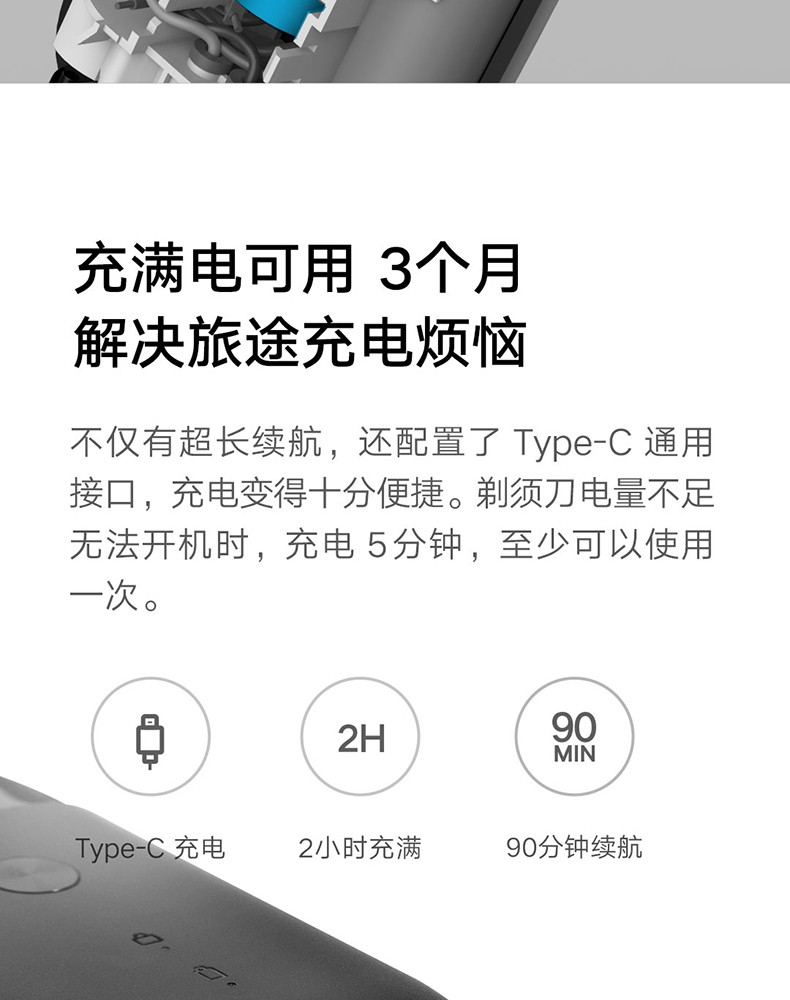 充满电可用 3个月
解决旅途充电烦恼
不仅有超长续航，还配置了 Type-C 通用
接口，充电变得十分便捷。剃须刀电量不足
无法开机时，充电 5分钟，至少可以使用
一次。
2H
90
MIN
Type-C 充电
2小时充满
90分钟续航